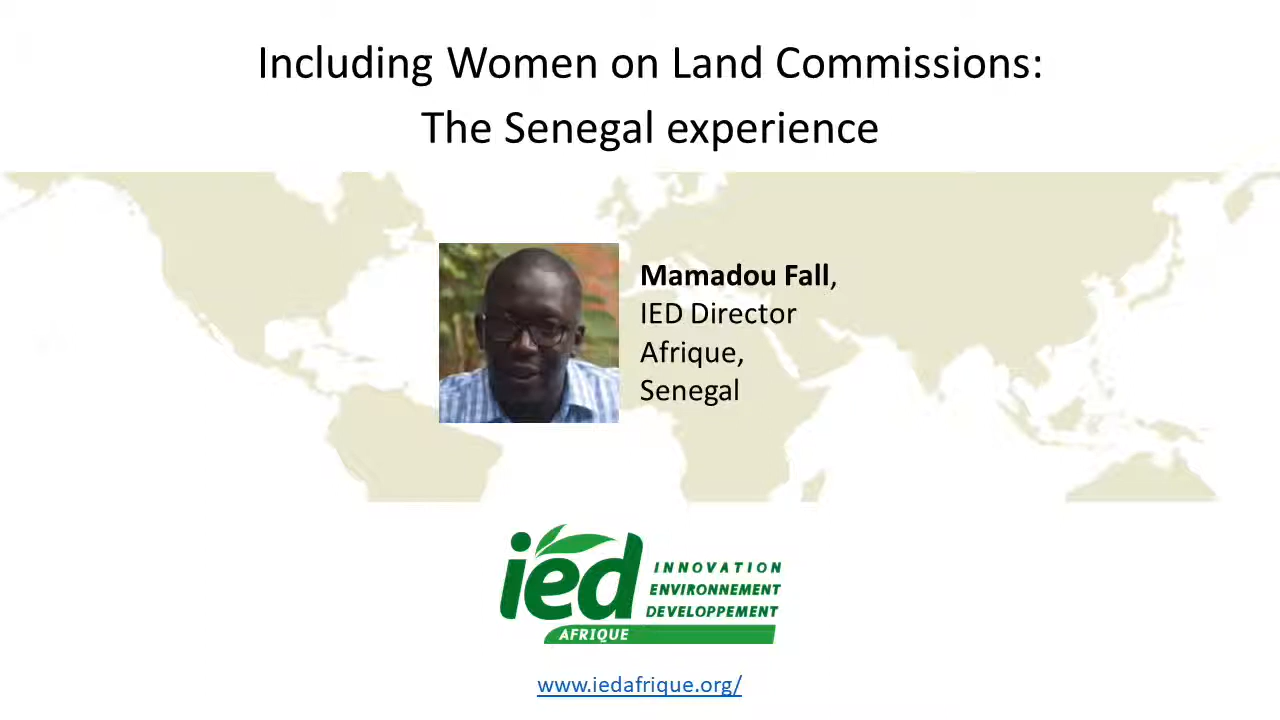 Including Women on Land Commissions:
The Senegal experience
Mamadou Fall,
IED Director
Afrique,
Senegal
ied
INNOVATION
ENVIRONNEMENT
DEVELOPPEMENT
AFRIQUE
www.iedafrique.org/